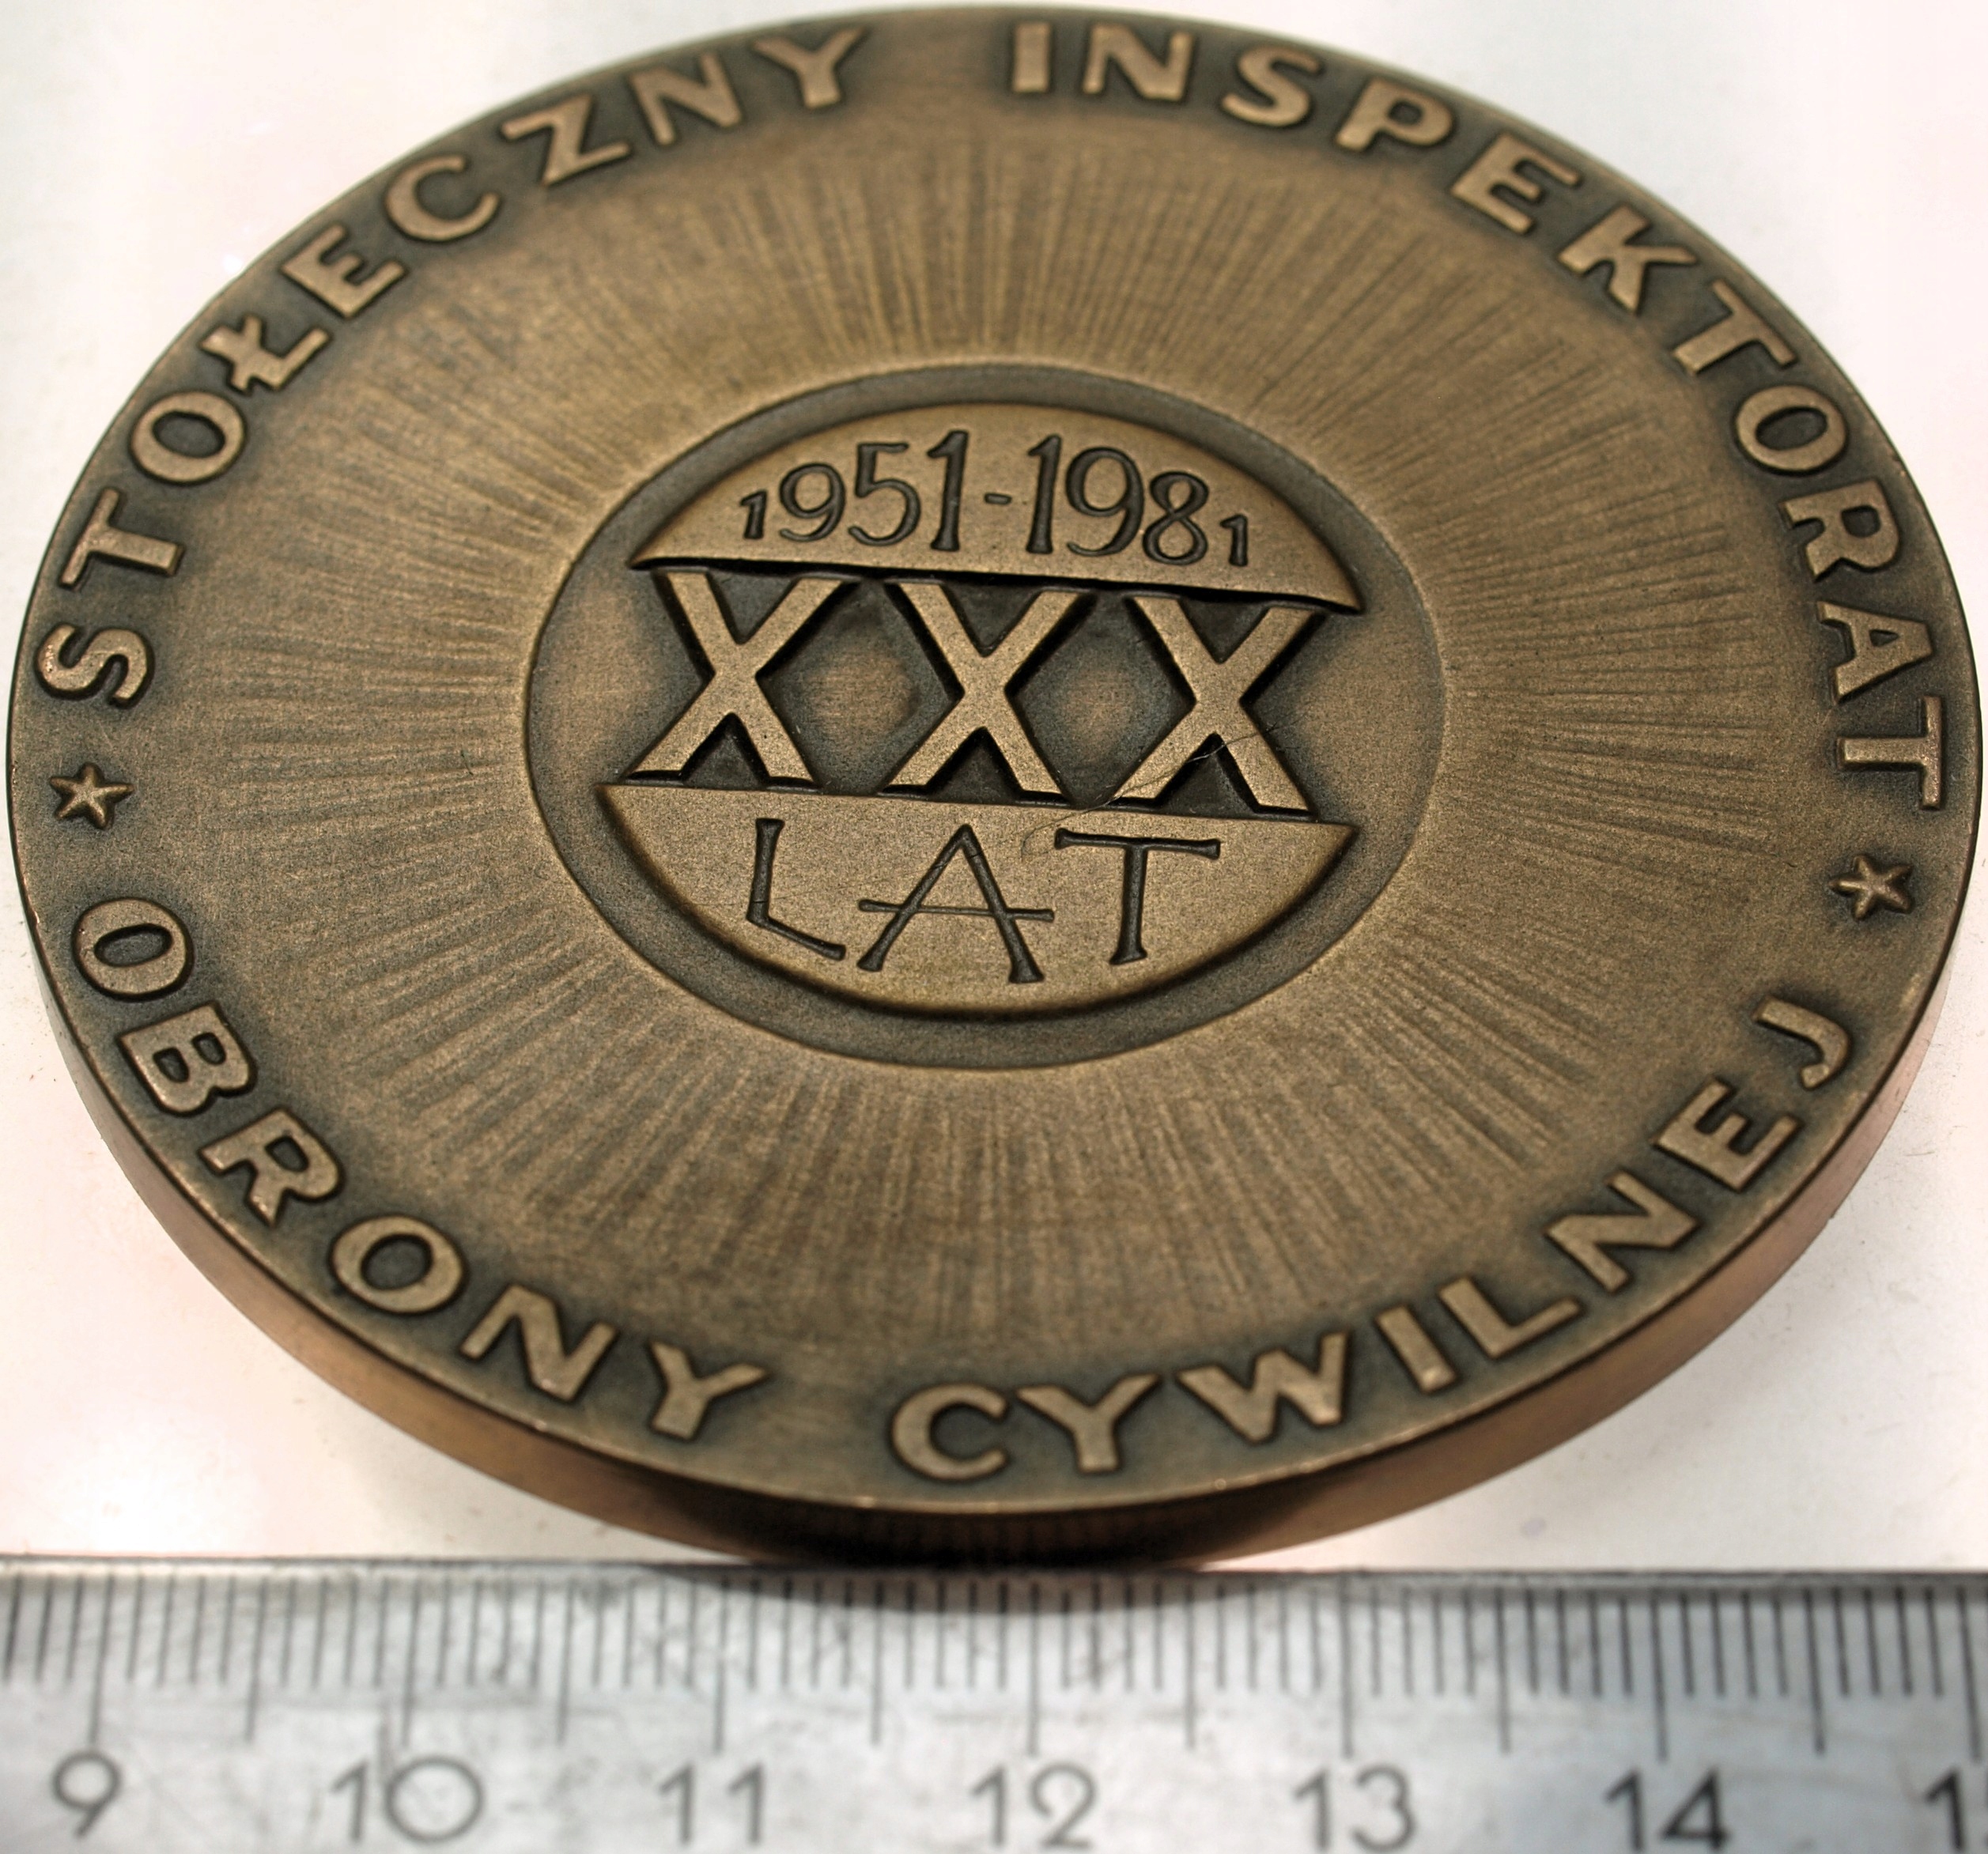 STOŁECZNY INSPEKTORAT
1951-1981
XXX
LAT
★ OBRONY CYWILNEJ ★
9 10 11 12 13 14